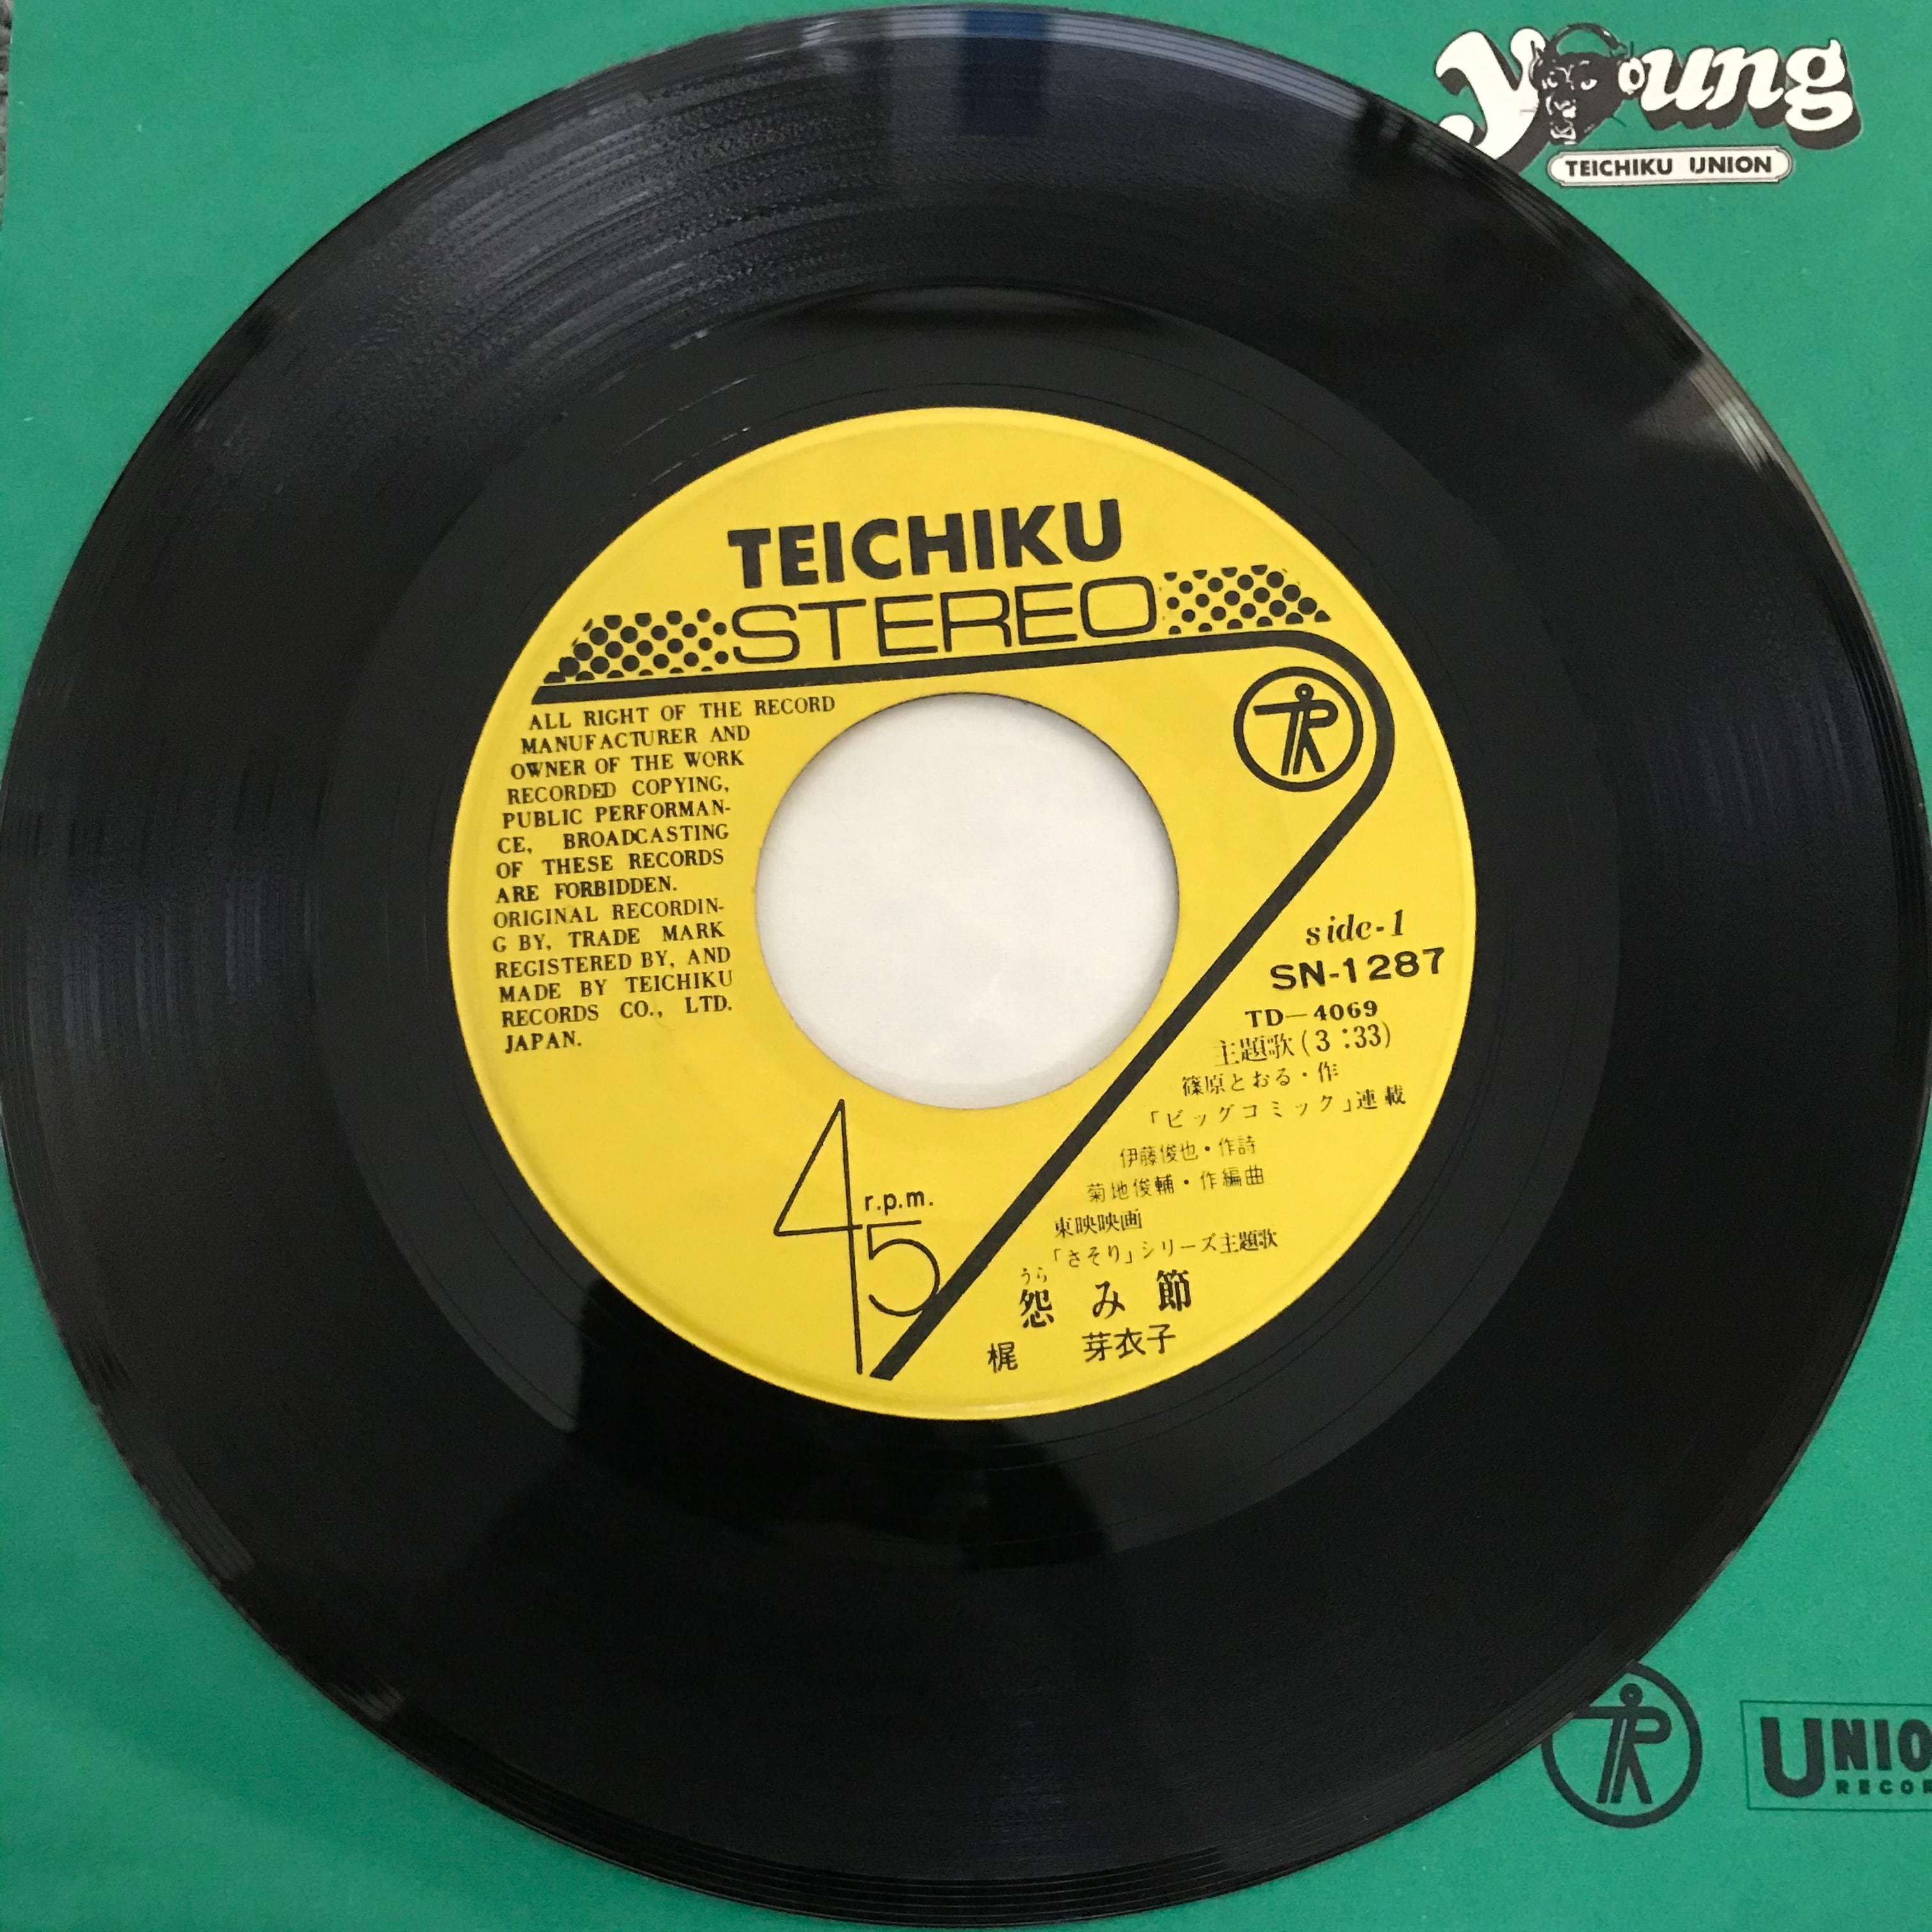 young
TEICHIKU UNION
TEICHIKU
STEREO
ALL RIGHT OF THE RECORD
MANUFACTURER AND
OWNER OF THE WORK
RECORDED COPYING,
PUBLIC PERFORMAN-
CE, BROADCASTING
OF THESE RECORDS
ARE FORBIDDEN.
ORIGINAL RECORDIN-
G BY, TRADE MARK
REGISTERED BY, AND
MADE BY TEICHIKU
RECORDS CO., LTD.
JAPAN.
TR
side-1
SN-1287
TD-4069
主題歌(3:33)
篠原とおる・作
「ビッグコミック」連載
伊藤俊也・作詩
菊地俊輔・作編曲
東映映画
「さそり」シリーズ主題歌
うら
怨み節
梶 芽衣子
45 r.p.m.
TR
UNIO
RECOR